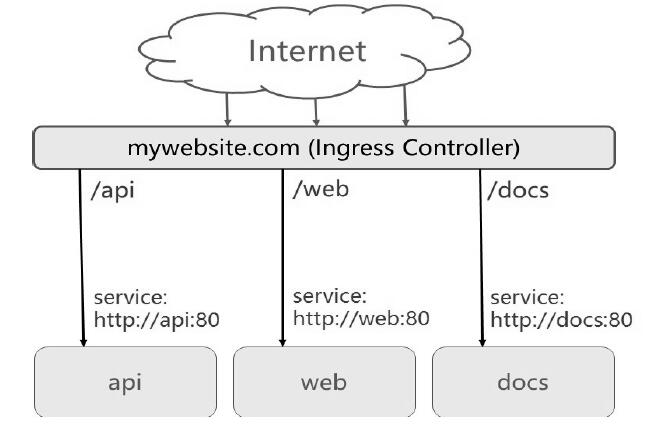 Internet
mywebsite.com (Ingress Controller)
/api
/web
/docs
service:
http://api:80
service:
http://web:80
service:
http://docs:80
api
web
docs